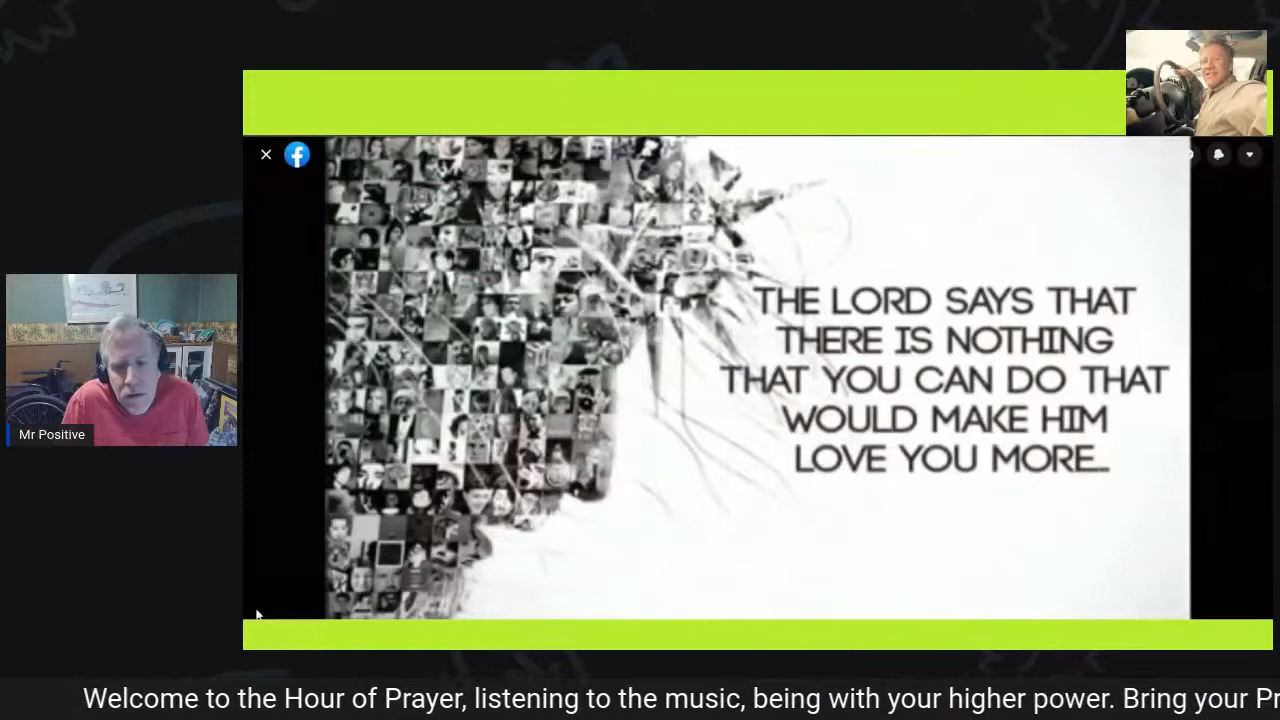 THE LORD SAYS THAT
THERE IS NOTHING
THAT YOU CAN DO THAT
WOULD MAKE HIM
LOVE YOU MORE...
Mr Positive
Welcome to the Hour of Prayer, listening to the music, being with your higher power. Bring your Pr